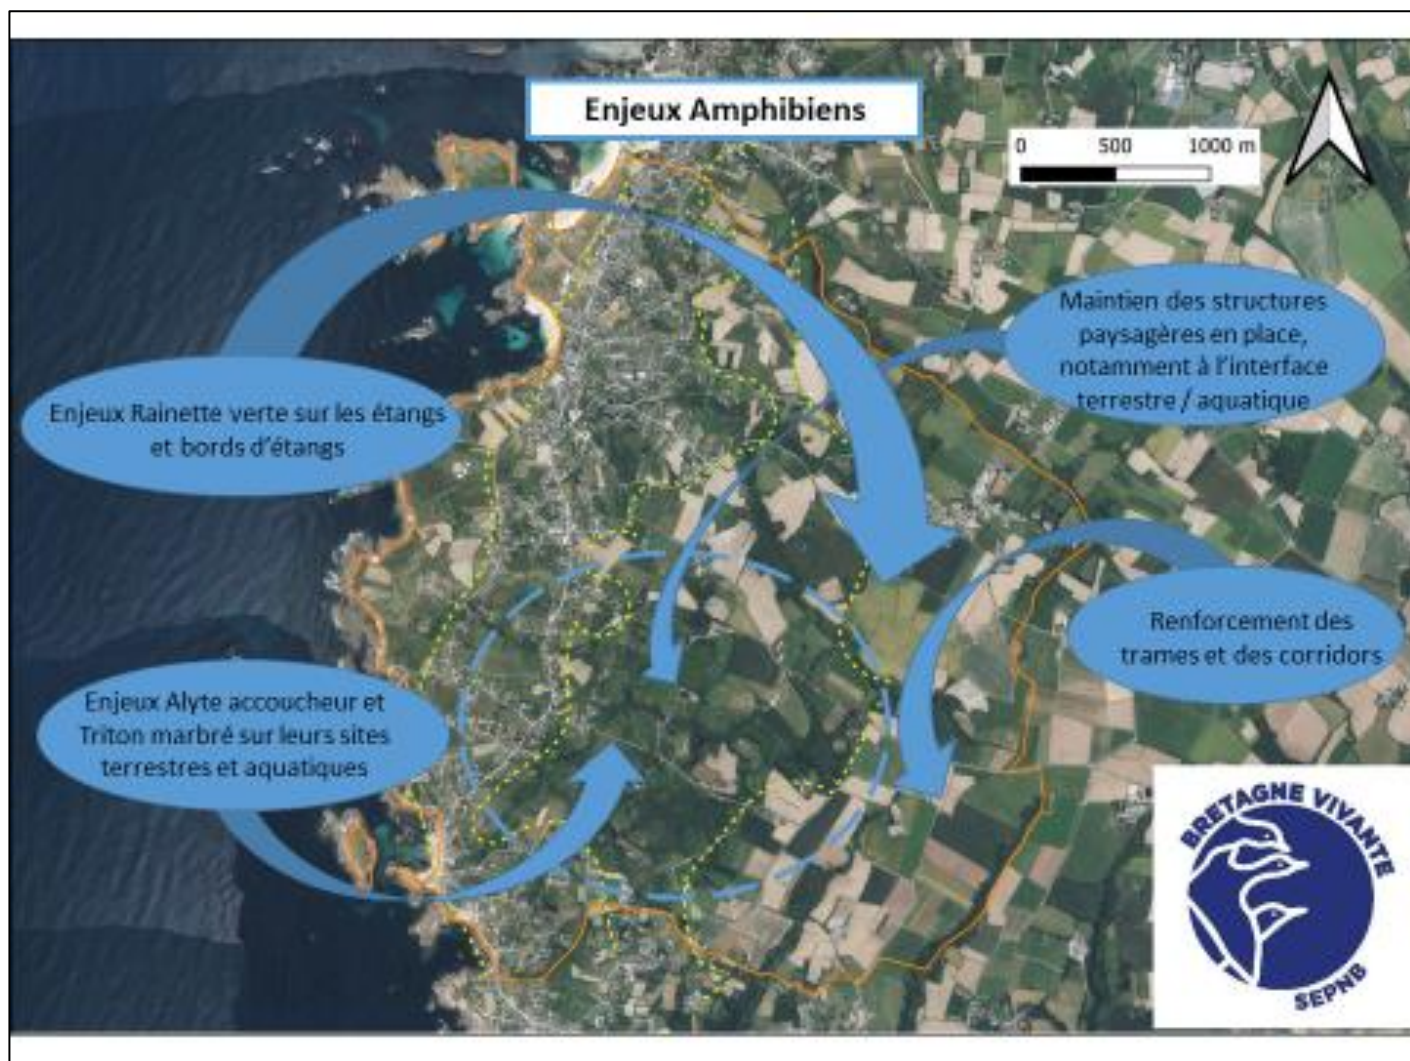 Enjeux Amphibiens
0 500 1000 m
Maintien des structures
paysagères en place,
notamment à l'interface
terrestre / aquatique
Enjeux Rainette verte sur les étangs
et bords d'étangs
Renforcement des
trames et des corridors
Enjeux Alyte accoucheur et
Triton marbré sur leurs sites
terrestres et aquatiques
BRETAGNE VIVANTE
SEPNB